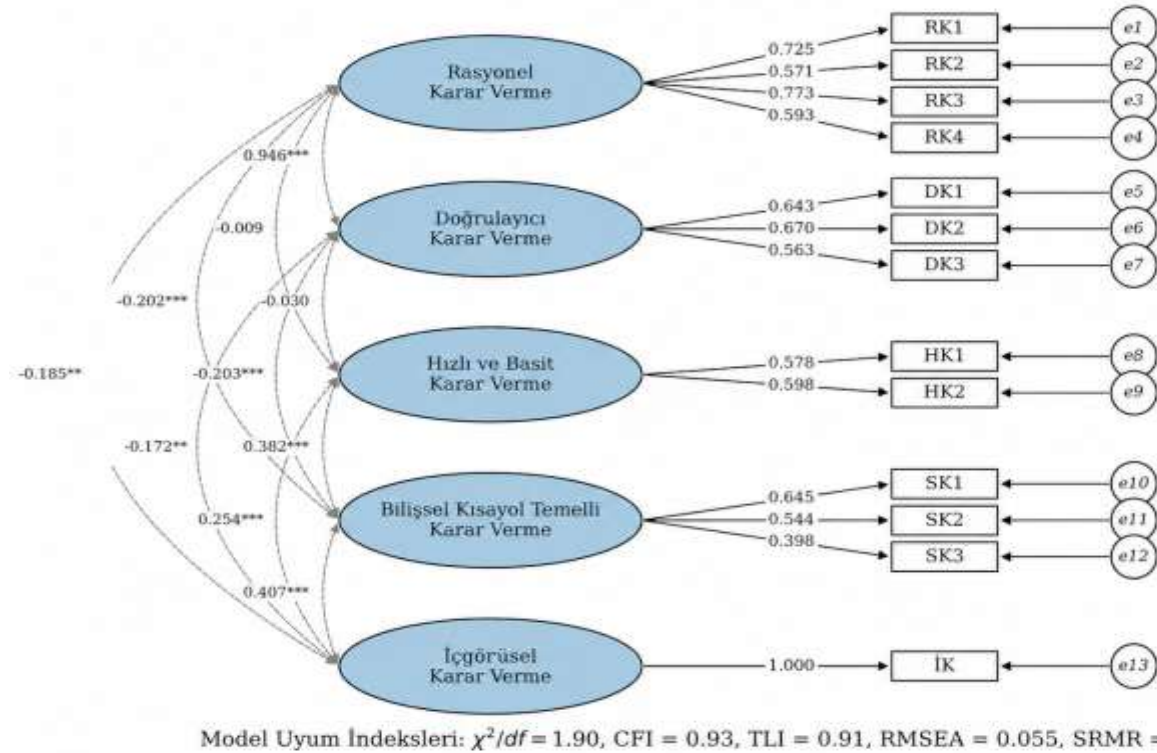 Rasyonel
Karar Verme
0.725
0.571
0.773
0.593
RK1
RK2
RK3
RK4
e1
e2
e3
e4
0.946***
-0.009
-0.202***
-0.185**
Doğrulayıcı
Karar Verme
0.643
0.670
0.563
DK1
DK2
DK3
e5
e6
e7
-0.030
-0.203***
-0.172**
Hızlı ve Basit
Karar Verme
0.578
0.598
HK1
HK2
e8
e9
0.382***
0.254***
Bilişsel Kısayol Temelli
Karar Verme
0.645
0.544
0.398
SK1
SK2
SK3
e10
e11
e12
0.407***
İçgörüsel
Karar Verme
1.000
İK
e13
Model Uyum İndeksleri: χ²/df = 1.90, CFI = 0.93, TLI = 0.91, RMSEA = 0.055, SRMR =